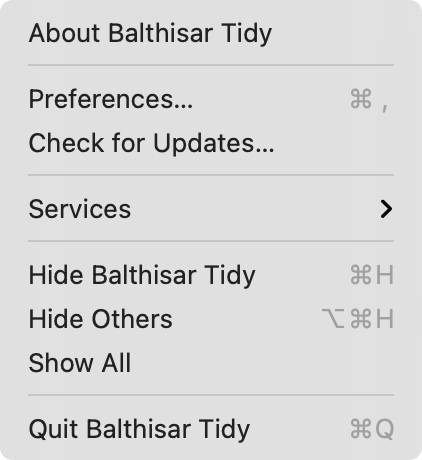 About Balthisar Tidy
Preferences... ⌘ ,
Check for Updates...
Services
Hide Balthisar Tidy ⌘H
Hide Others ⌥⌘H
Show All
Quit Balthisar Tidy ⌘Q